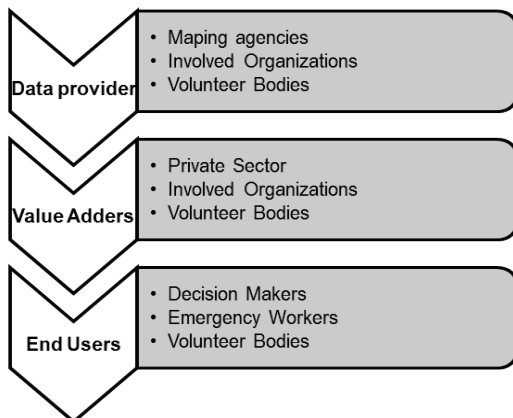 Data provider
• Maping agencies
• Involved Organizations
• Volunteer Bodies
Value Adders
• Private Sector
• Involved Organizations
• Volunteer Bodies
End Users
• Decision Makers
• Emergency Workers
• Volunteer Bodies